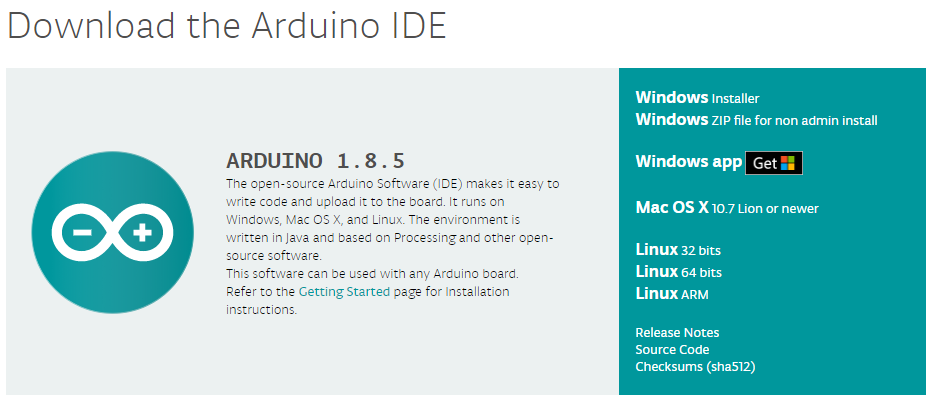 Download the Arduino IDE
ARDUINO 1.8.5
The open-source Arduino Software (IDE) makes it easy to
write code and upload it to the board. It runs on
Windows, Mac OS X, and Linux. The environment is
written in Java and based on Processing and other open-
source software.
This software can be used with any Arduino board.
Refer to the Getting Started page for Installation
instructions.
Windows Installer
Windows ZIP file for non admin install
Windows app Get
Mac OS X 10.7 Lion or newer
Linux 32 bits
Linux 64 bits
Linux ARM
Release Notes
Source Code
Checksums (sha512)